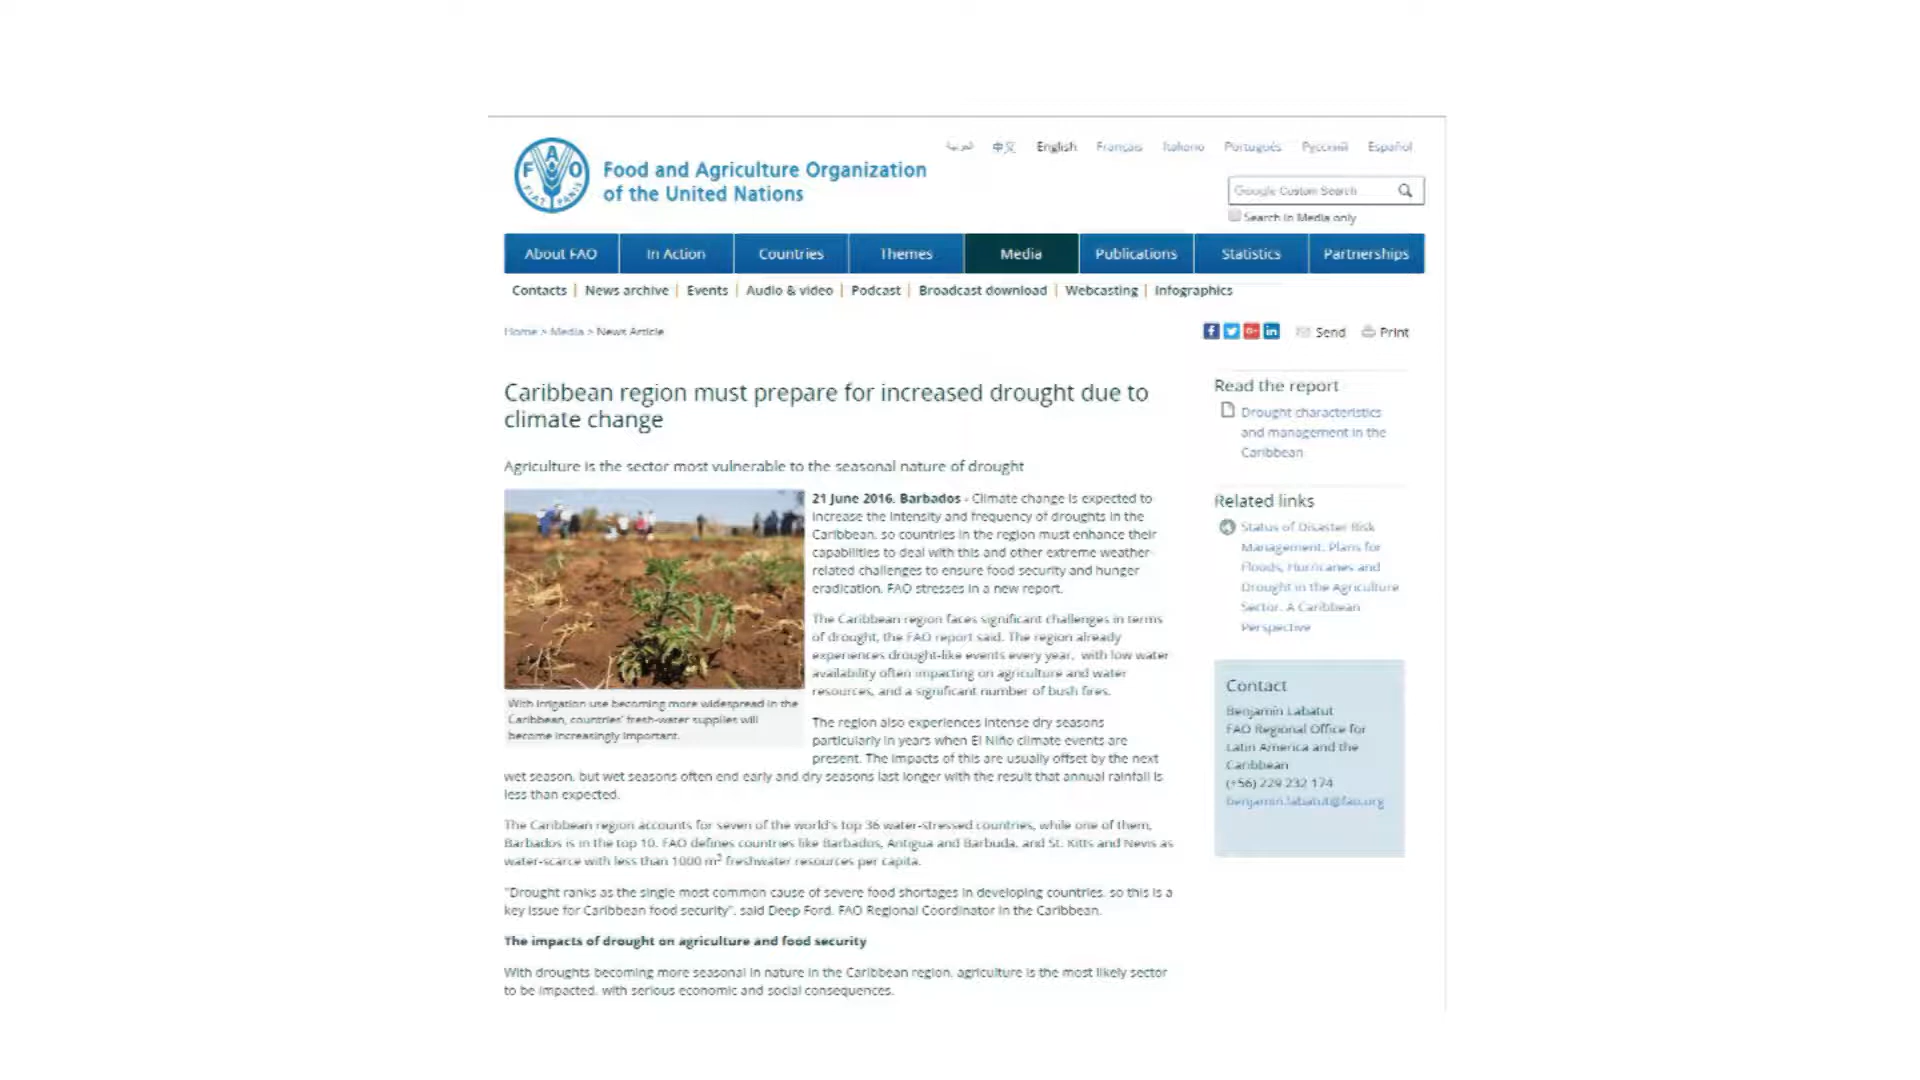 العربية 中文 English Français Italiano Português Русский Español
Food and Agriculture Organization
of the United Nations
Google Custom Search
Search in Media only
About FAO In Action Countries Themes Media Publications Statistics Partnerships
Contacts | News archive | Events | Audio & video | Podcast | Broadcast download | Webcasting | Infographics
Home > Media > News Article
Send Print
Caribbean region must prepare for increased drought due to
climate change
Agriculture is the sector most vulnerable to the seasonal nature of drought
21 June 2016, Barbados - Climate change is expected to
increase the intensity and frequency of droughts in the
Caribbean, so countries in the region must enhance their
capabilities to deal with this and other extreme weather-
related challenges to ensure food security and hunger
eradication, FAO stresses in a new report.
The Caribbean region faces significant challenges in terms
of drought, the FAO report said. The region already
experiences drought-like events every year, with low water
availability often impacting on agriculture and water
resources, and a significant number of bush fires.
With irrigation use becoming more widespread in the
Caribbean, countries' fresh-water supplies will
become increasingly important.
The region also experiences intense dry seasons
particularly in years when El Niño climate events are
present. The impacts of this are usually offset by the next
wet season, but wet seasons often end early and dry seasons last longer with the result that annual rainfall is
less than expected.
The Caribbean region accounts for seven of the world's top 36 water-stressed countries, while one of them,
Barbados is in the top 10. FAO defines countries like Barbados, Antigua and Barbuda, and St. Kitts and Nevis as
water-scarce with less than 1000 m³ freshwater resources per capita.
"Drought ranks as the single most common cause of severe food shortages in developing countries, so this is a
key issue for Caribbean food security", said Deep Ford, FAO Regional Coordinator in the Caribbean.
The impacts of drought on agriculture and food security
With droughts becoming more seasonal in nature in the Caribbean region, agriculture is the most likely sector
to be impacted, with serious economic and social consequences.
Read the report
Drought characteristics
and management in the
Caribbean
Related links
Status of Disaster Risk
Management: Plans for
Floods, Hurricanes and
Drought in the Agriculture
Sector: A Caribbean
Perspective
Contact
Benjamin Labatut
FAO Regional Office for
Latin America and the
Caribbean
(+56) 229 232 174
benjamin.labatut@fao.org